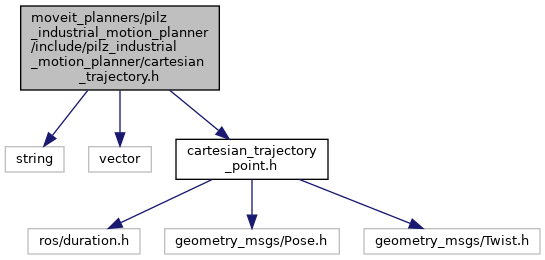 moveit_planners/pilz
_industrial_motion_planner
/include/pilz_industrial
_motion_planner/cartesian
_trajectory.h
string
vector
cartesian_trajectory
_point.h
ros/duration.h
geometry_msgs/Pose.h
geometry_msgs/Twist.h